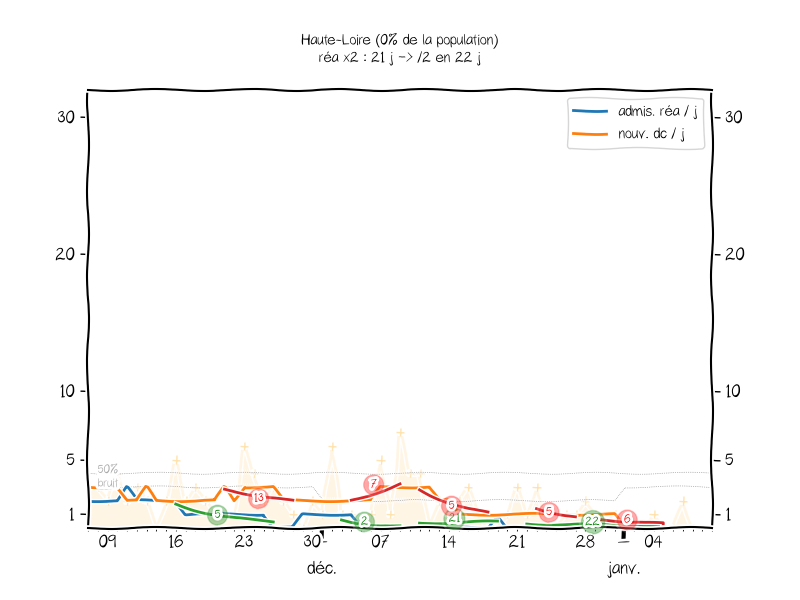 Haute-Loire (0% de la population)
réa x2 : 21 j -> /2 en 22 j
admis. réa / j
nouv. dc / j
30
30
20
20
10
10
5
5
50%
bruit
1
1
13
7
5
5
6
5
2
21
22
09 16 23 30 07 14 21 28 04
déc. janv.